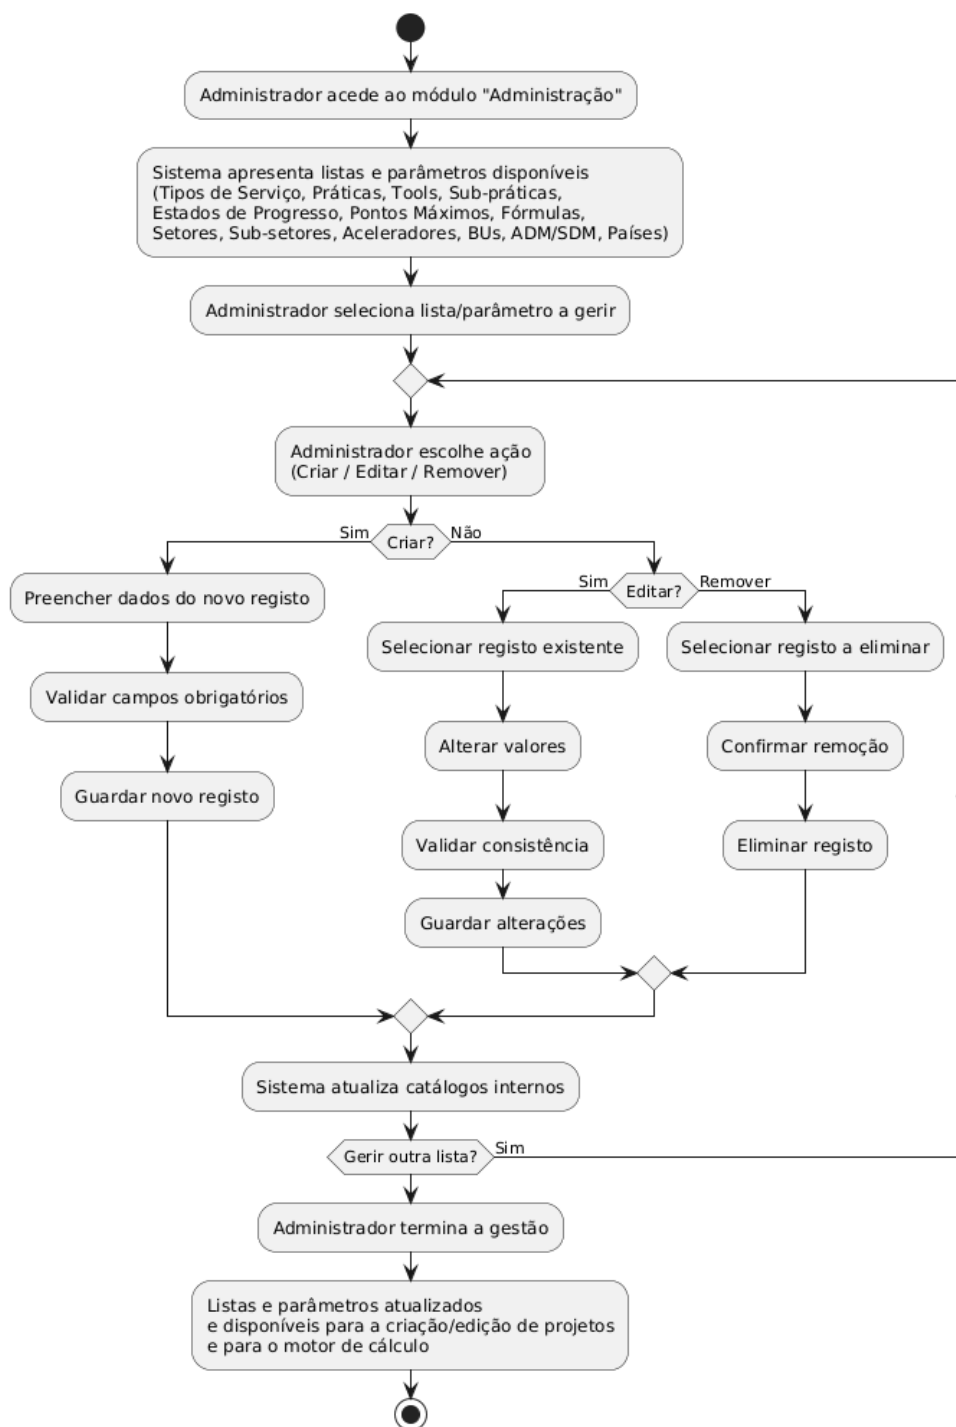 Administrador acede ao módulo "Administração"
Sistema apresenta listas e parâmetros disponíveis
(Tipos de Serviço, Práticas, Tools, Sub-práticas,
Estados de Progresso, Pontos Máximos, Fórmulas,
Setores, Sub-setores, Aceleradores, BUs, ADM/SDM, Países)
Administrador seleciona lista/parâmetro a gerir
Administrador escolhe ação
(Criar / Editar / Remover)
Sim
Criar?
Não
Preencher dados do novo registo
Validar campos obrigatórios
Guardar novo registo
Sim
Editar?
Remover
Selecionar registo existente
Alterar valores
Validar consistência
Guardar alterações
Selecionar registo a eliminar
Confirmar remoção
Eliminar registo
Sistema atualiza catálogos internos
Gerir outra lista?
Sim
Administrador termina a gestão
Listas e parâmetros atualizados
e disponíveis para a criação/edição de projetos
e para o motor de cálculo